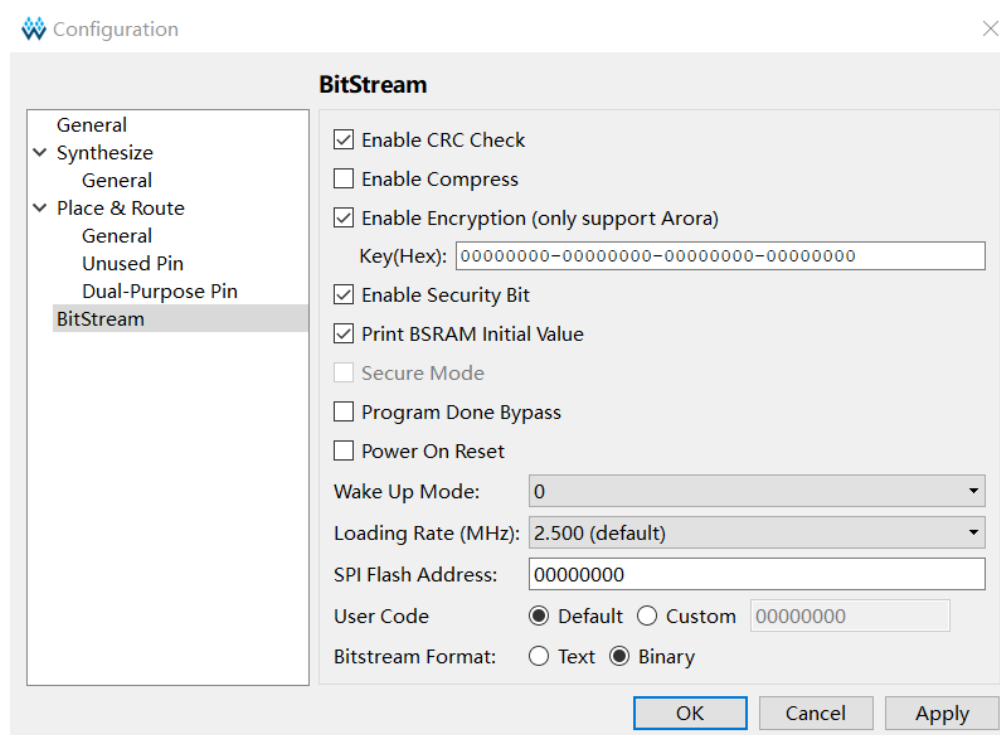 Configuration
BitStream
General
Synthesize
General
Place & Route
General
Unused Pin
Dual-Purpose Pin
BitStream
Enable CRC Check
Enable Compress
Enable Encryption (only support Arora)
Key(Hex): 00000000-00000000-00000000-00000000
Enable Security Bit
Print BSRAM Initial Value
Secure Mode
Program Done Bypass
Power On Reset
Wake Up Mode: 0
Loading Rate (MHz): 2.500 (default)
SPI Flash Address: 00000000
User Code Default Custom 00000000
Bitstream Format: Text Binary
OK Cancel Apply